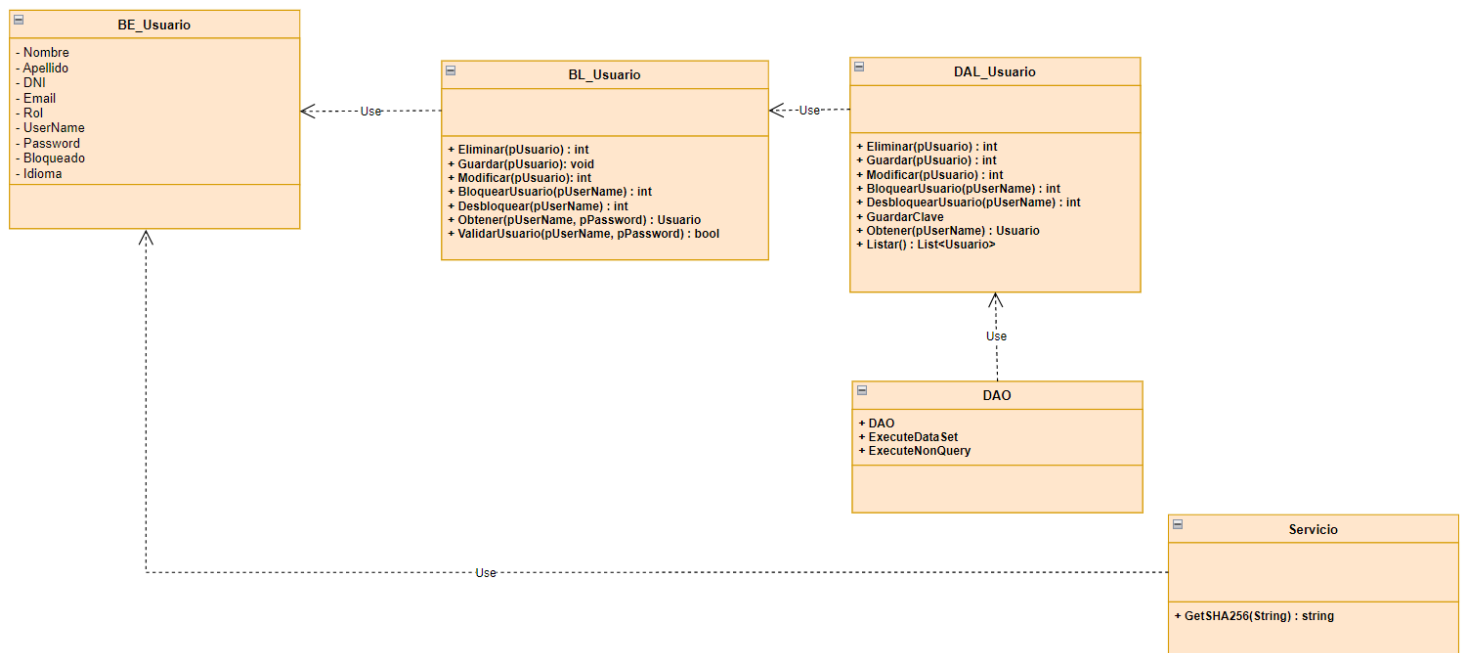 BE_Usuario
- Nombre
- Apellido
- DNI
- Email
- Rol
- UserName
- Password
- Bloqueado
- Idioma
Use
BL_Usuario
+ Eliminar(pUsuario) : int
+ Guardar(pUsuario): void
+ Modificar(pUsuario): int
+ BloquearUsuario(pUserName) : int
+ Desbloquear(pUserName) : int
+ Obtener(pUserName, pPassword) : Usuario
+ ValidarUsuario(pUserName, pPassword) : bool
Use
DAL_Usuario
+ Eliminar(pUsuario) : int
+ Guardar(pUsuario) : int
+ Modificar(pUsuario) : int
+ BloquearUsuario(pUserName) : int
+ DesbloquearUsuario(pUserName) : int
+ GuardarClave
+ Obtener(pUserName) : Usuario
+ Listar() : List<Usuario>
Use
DAO
+ DAO
+ ExecuteDataSet
+ ExecuteNonQuery
Servicio
+ GetSHA256(String) : string
Use